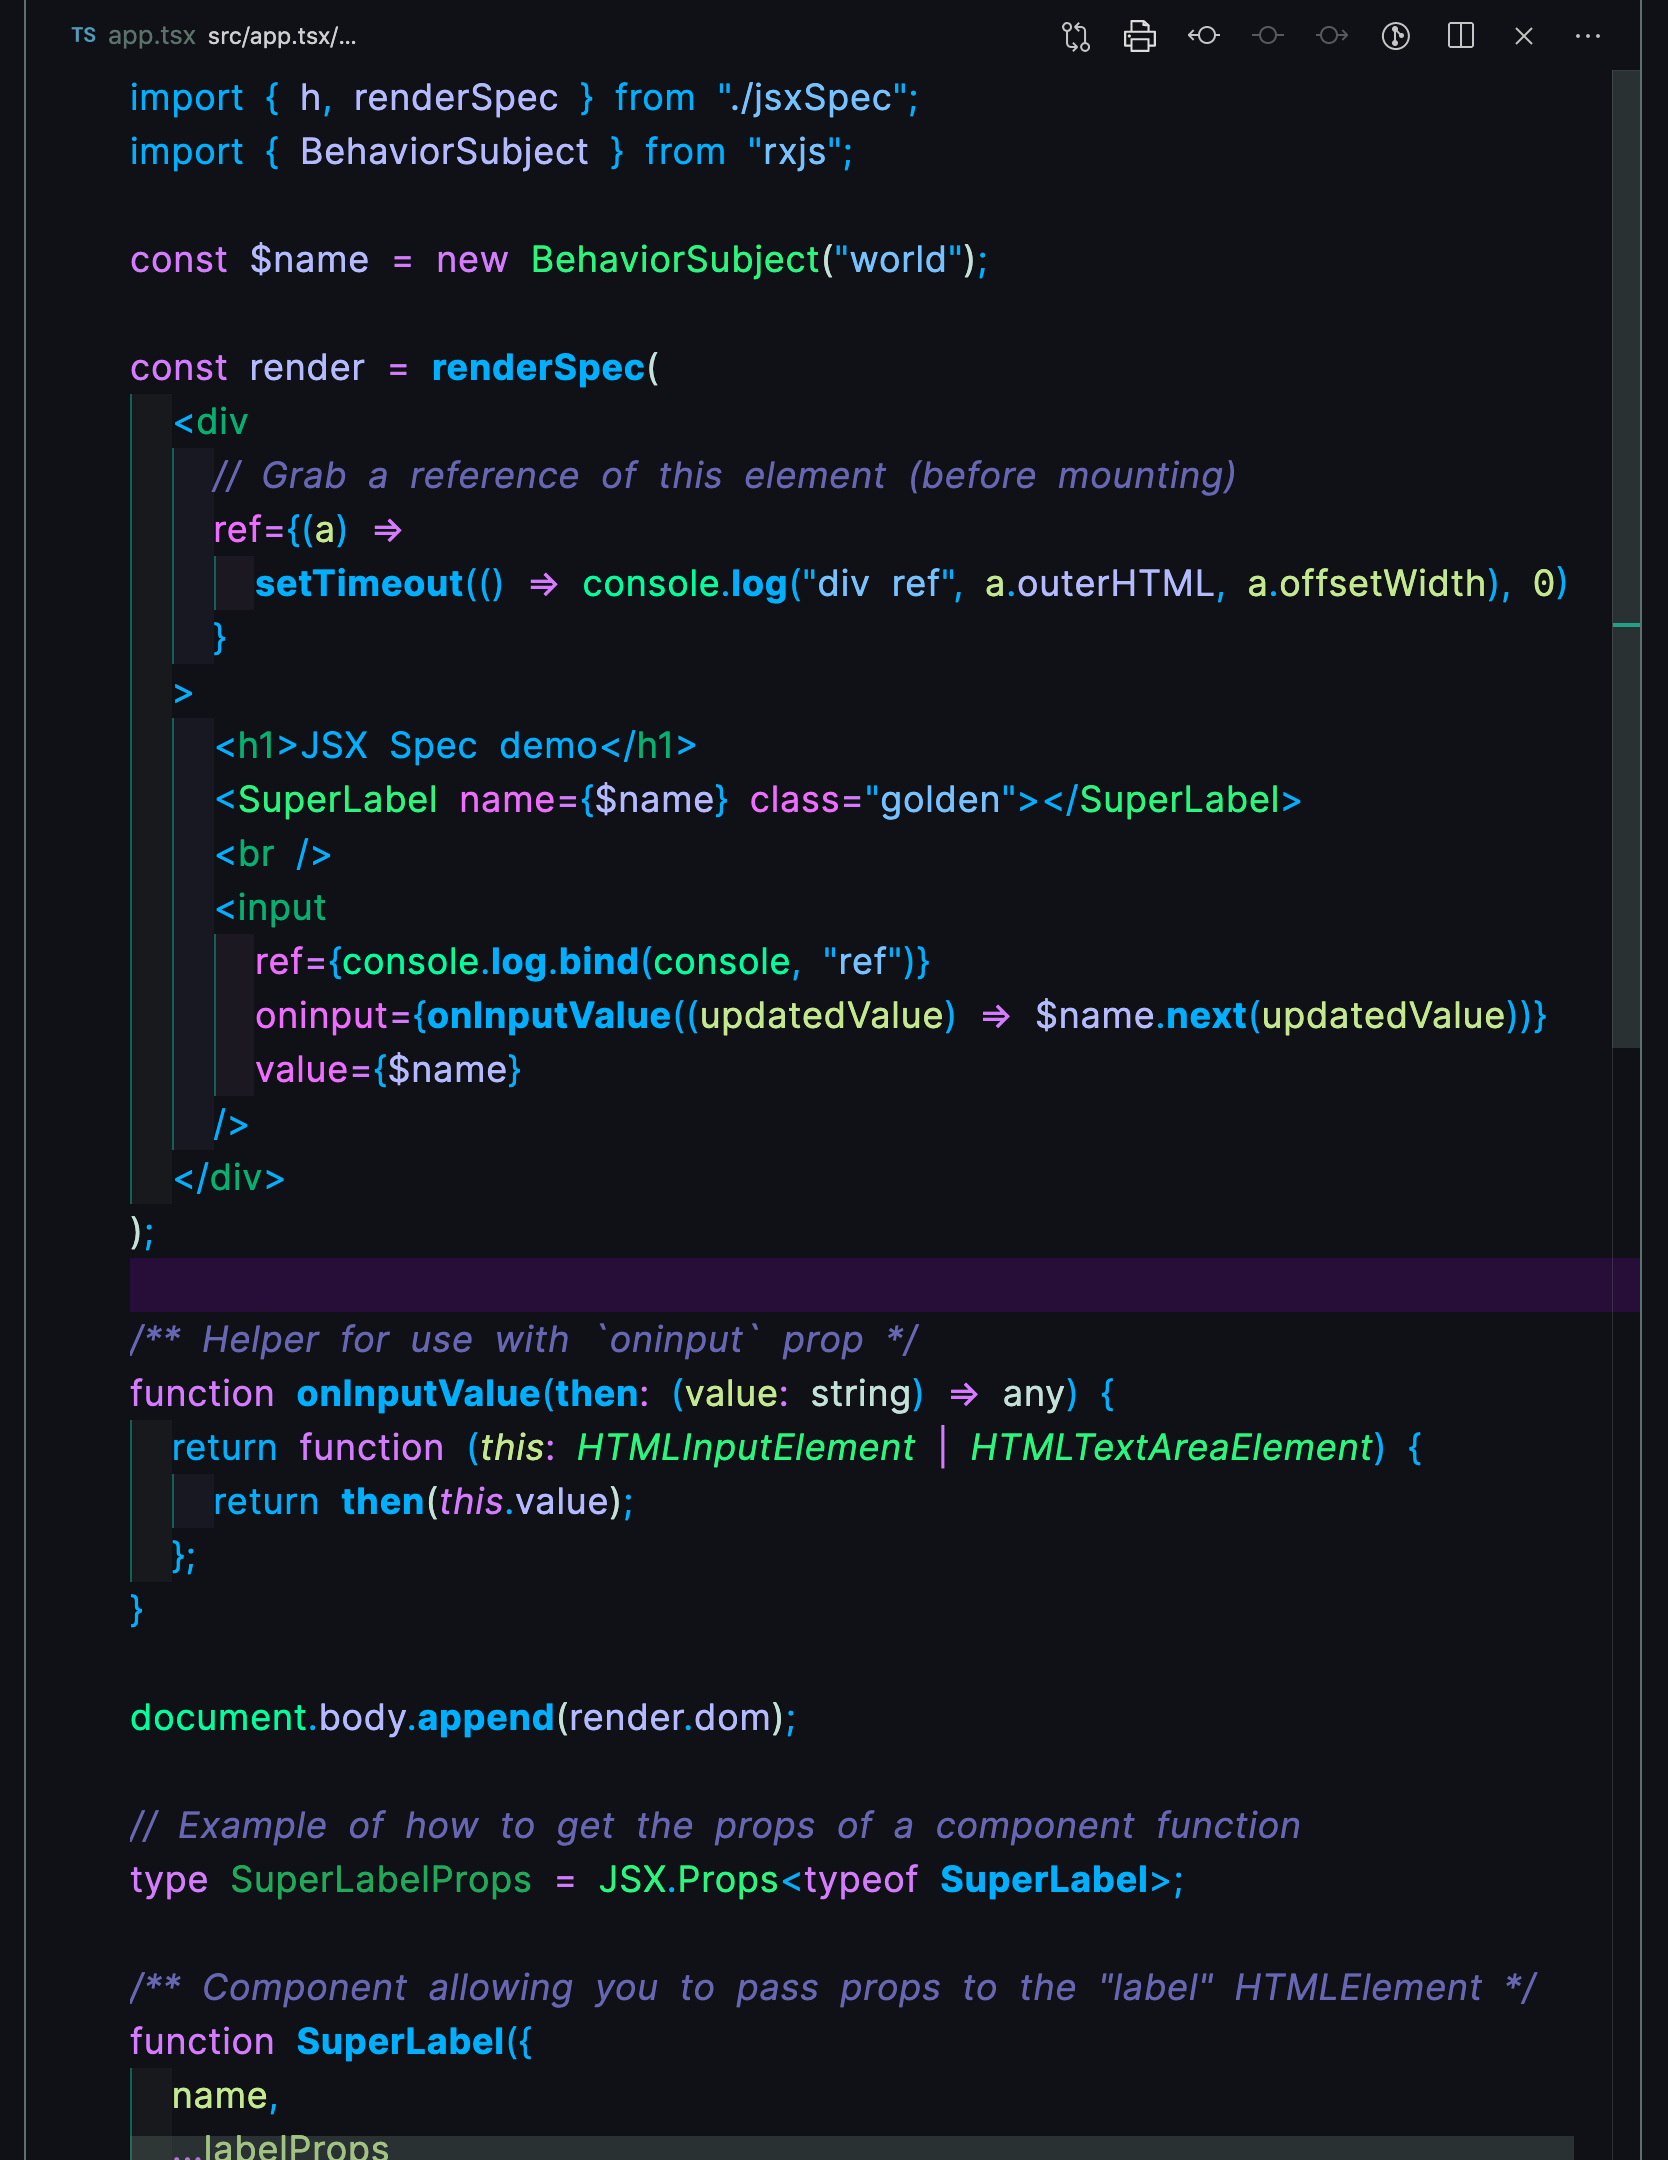 TS app.tsx src/app.tsx/...
import { h, renderSpec } from "./jsxSpec";
import { BehaviorSubject } from "rxjs";
const $name = new BehaviorSubject("world");
const render = renderSpec(
<div
// Grab a reference of this element (before mounting)
ref={(a) ⇒
setTimeout(() ⇒ console.log("div ref", a.outerHTML, a.offsetWidth), 0)
}
>
<h1>JSX Spec demo</h1>
<SuperLabel name={$name} class="golden"></SuperLabel>
<br />
<input
ref={console.log.bind(console, "ref")}
oninput={onInputValue((updatedValue) ⇒ $name.next(updatedValue))}
value={$name}
/>
</div>
);
/** Helper for use with `oninput` prop */
function onInputValue(then: (value: string) ⇒ any) {
return function (this: HTMLInputElement | HTMLTextAreaElement) {
return then(this.value);
};
}
document.body.append(render.dom);
// Example of how to get the props of a component function
type SuperLabelProps = JSX.Props<typeof SuperLabel>;
/** Component allowing you to pass props to the "label" HTMLElement */
function SuperLabel({
name,
...labelProps